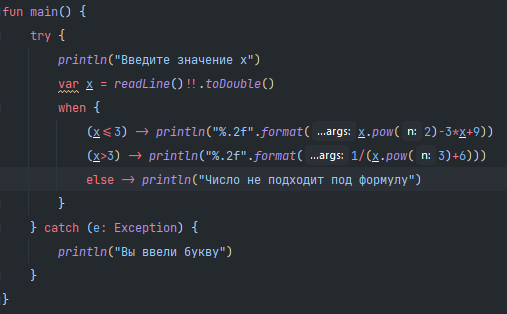 fun main() {
    try {
        println("Введите значение x")
        var x = readLine()!!.toDouble()
        when {
            (x<=3) -> println("%.2f".format( ...args: x.pow( n: 2)-3*x+9))
            (x>3) -> println("%.2f".format( ...args: 1/(x.pow( n: 3)+6)))
            else -> println("Число не подходит под формулу")
        }
    } catch (e: Exception) {
        println("Вы ввели букву")
    }
}